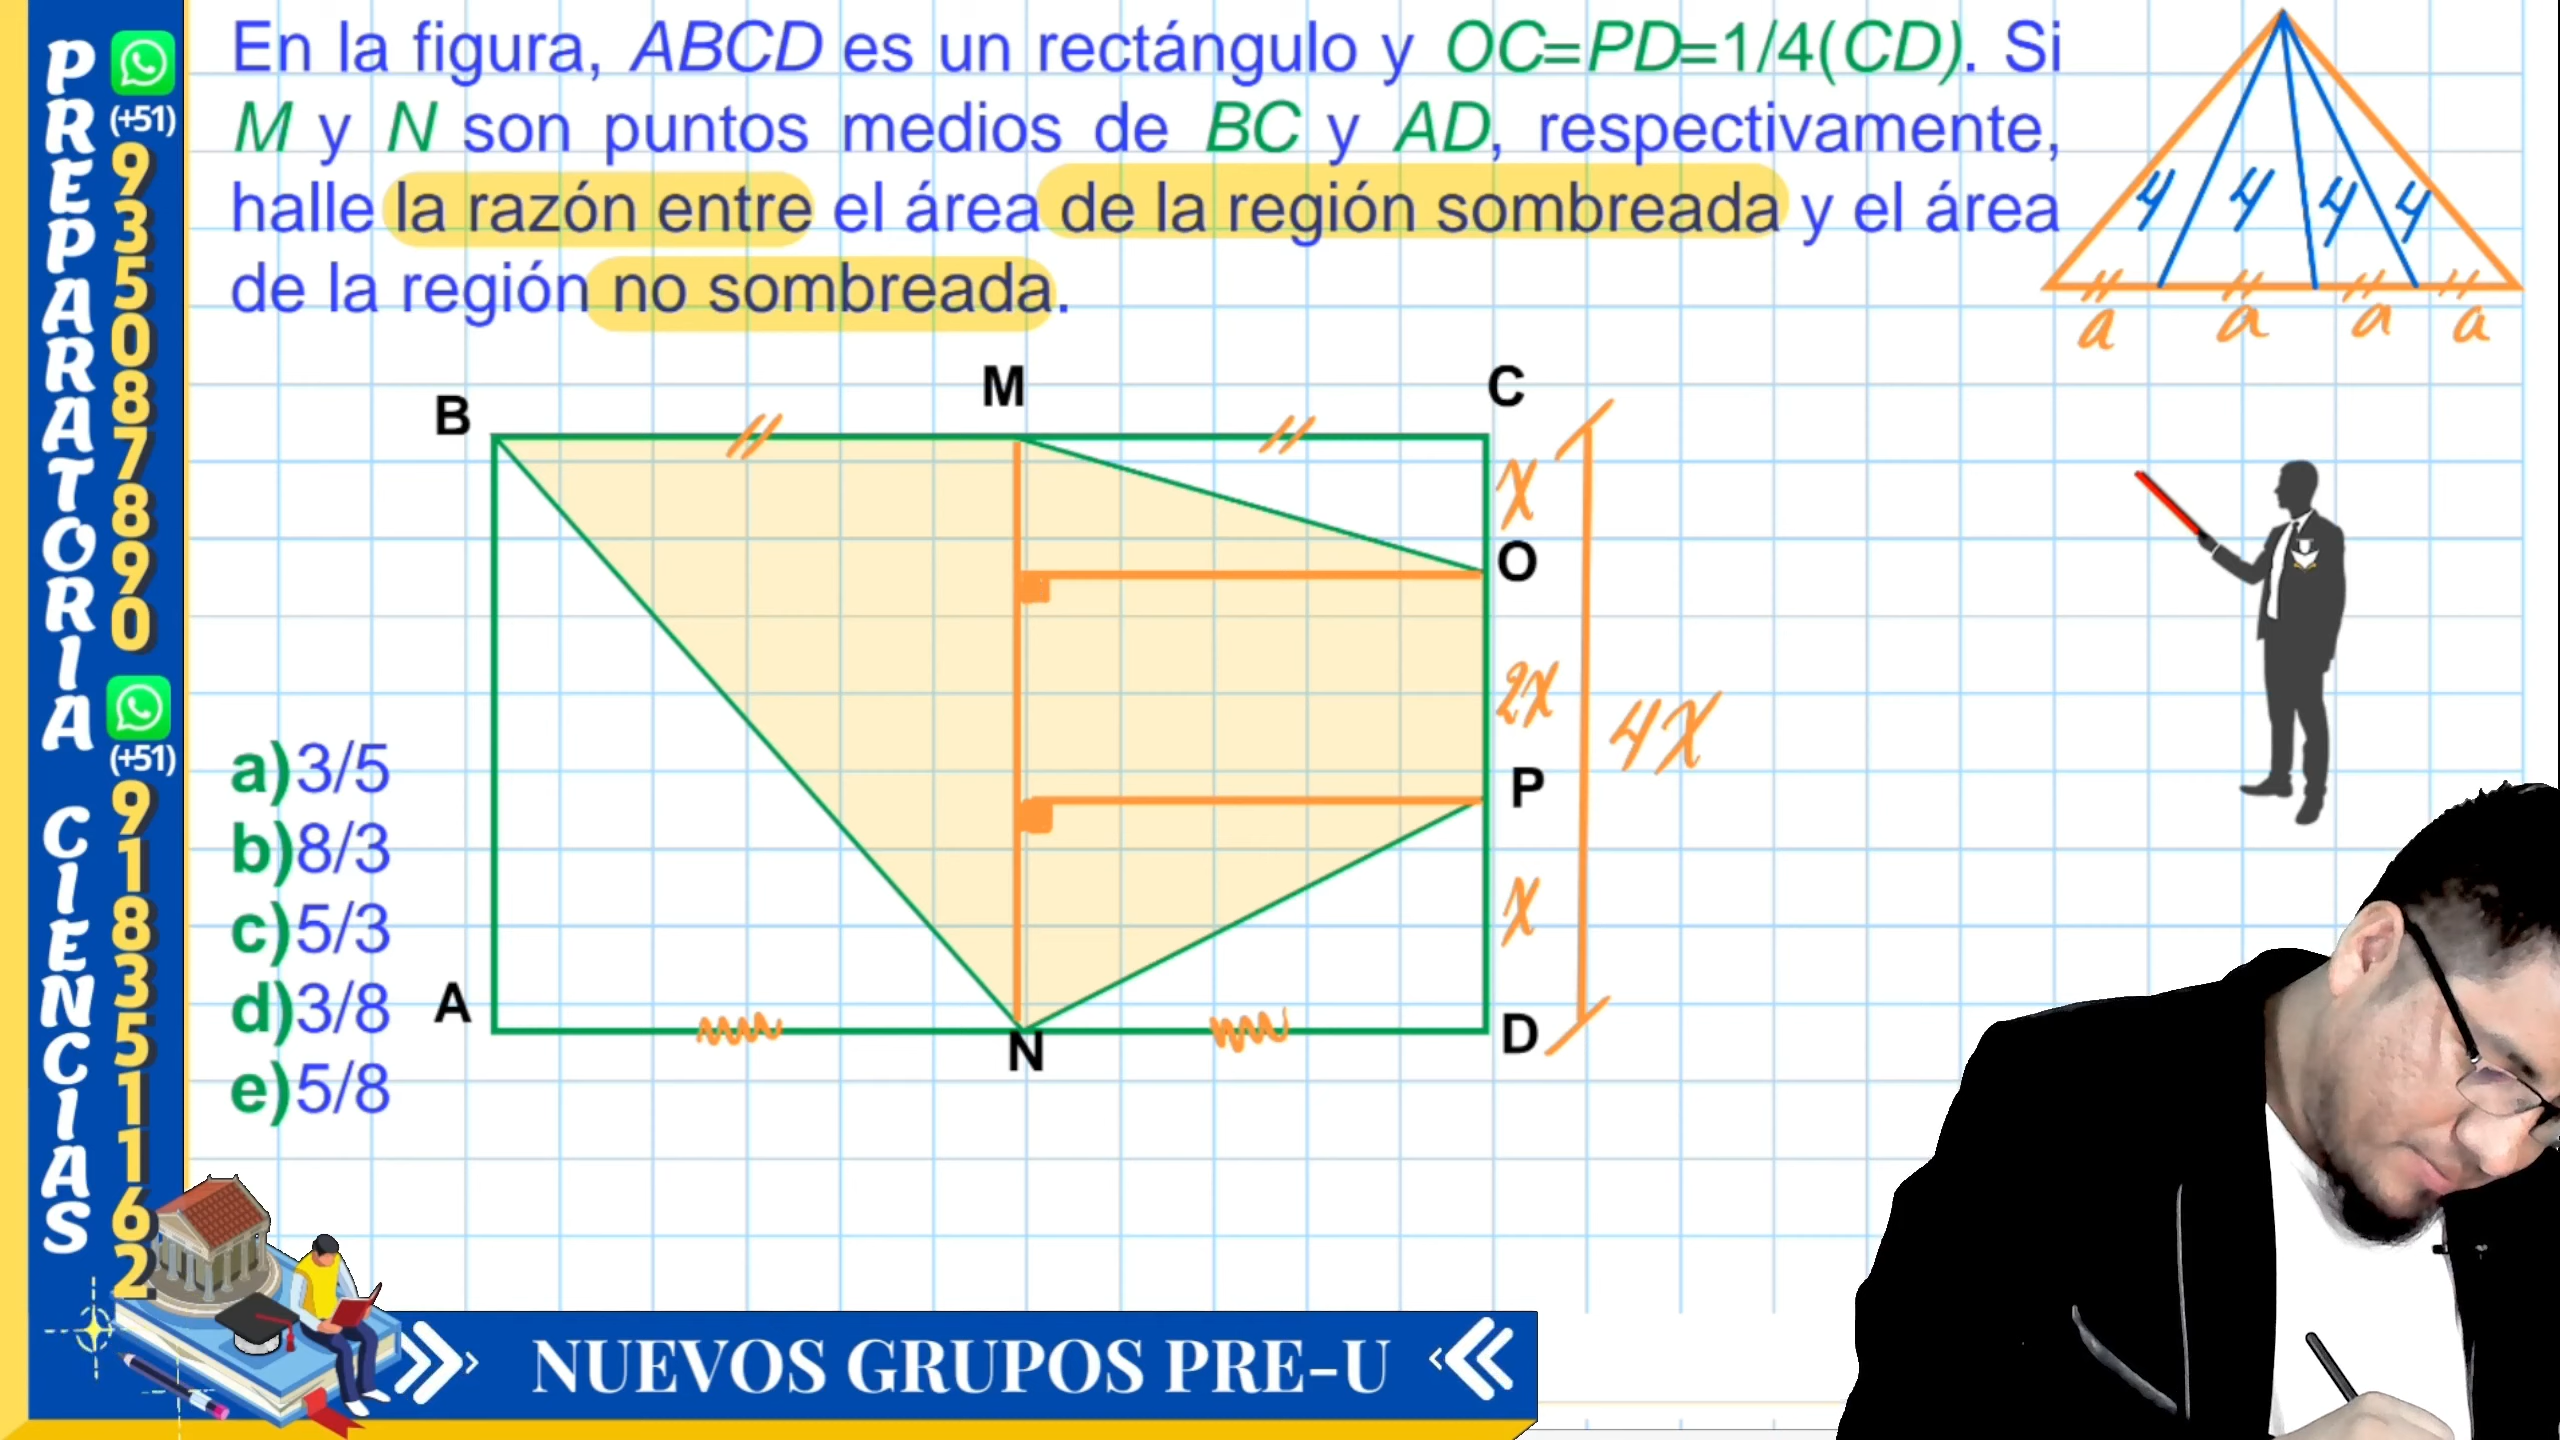 En la figura, ABCD es un rectángulo y OC=PD=1/4(CD). Si
M y N son puntos medios de BC y AD, respectivamente,
halle la razón entre el área de la región sombreada y el área
de la región no sombreada.
4 4 4 4
a a a a
B M C
x
O
2x
4x
P
x
A N D
a)3/5
b)8/3
c)5/3
d)3/8
e)5/8
PREPARATORIA CIENCIAS
(+51)
935087890
(+51)
918351162
NUEVOS GRUPOS PRE-U